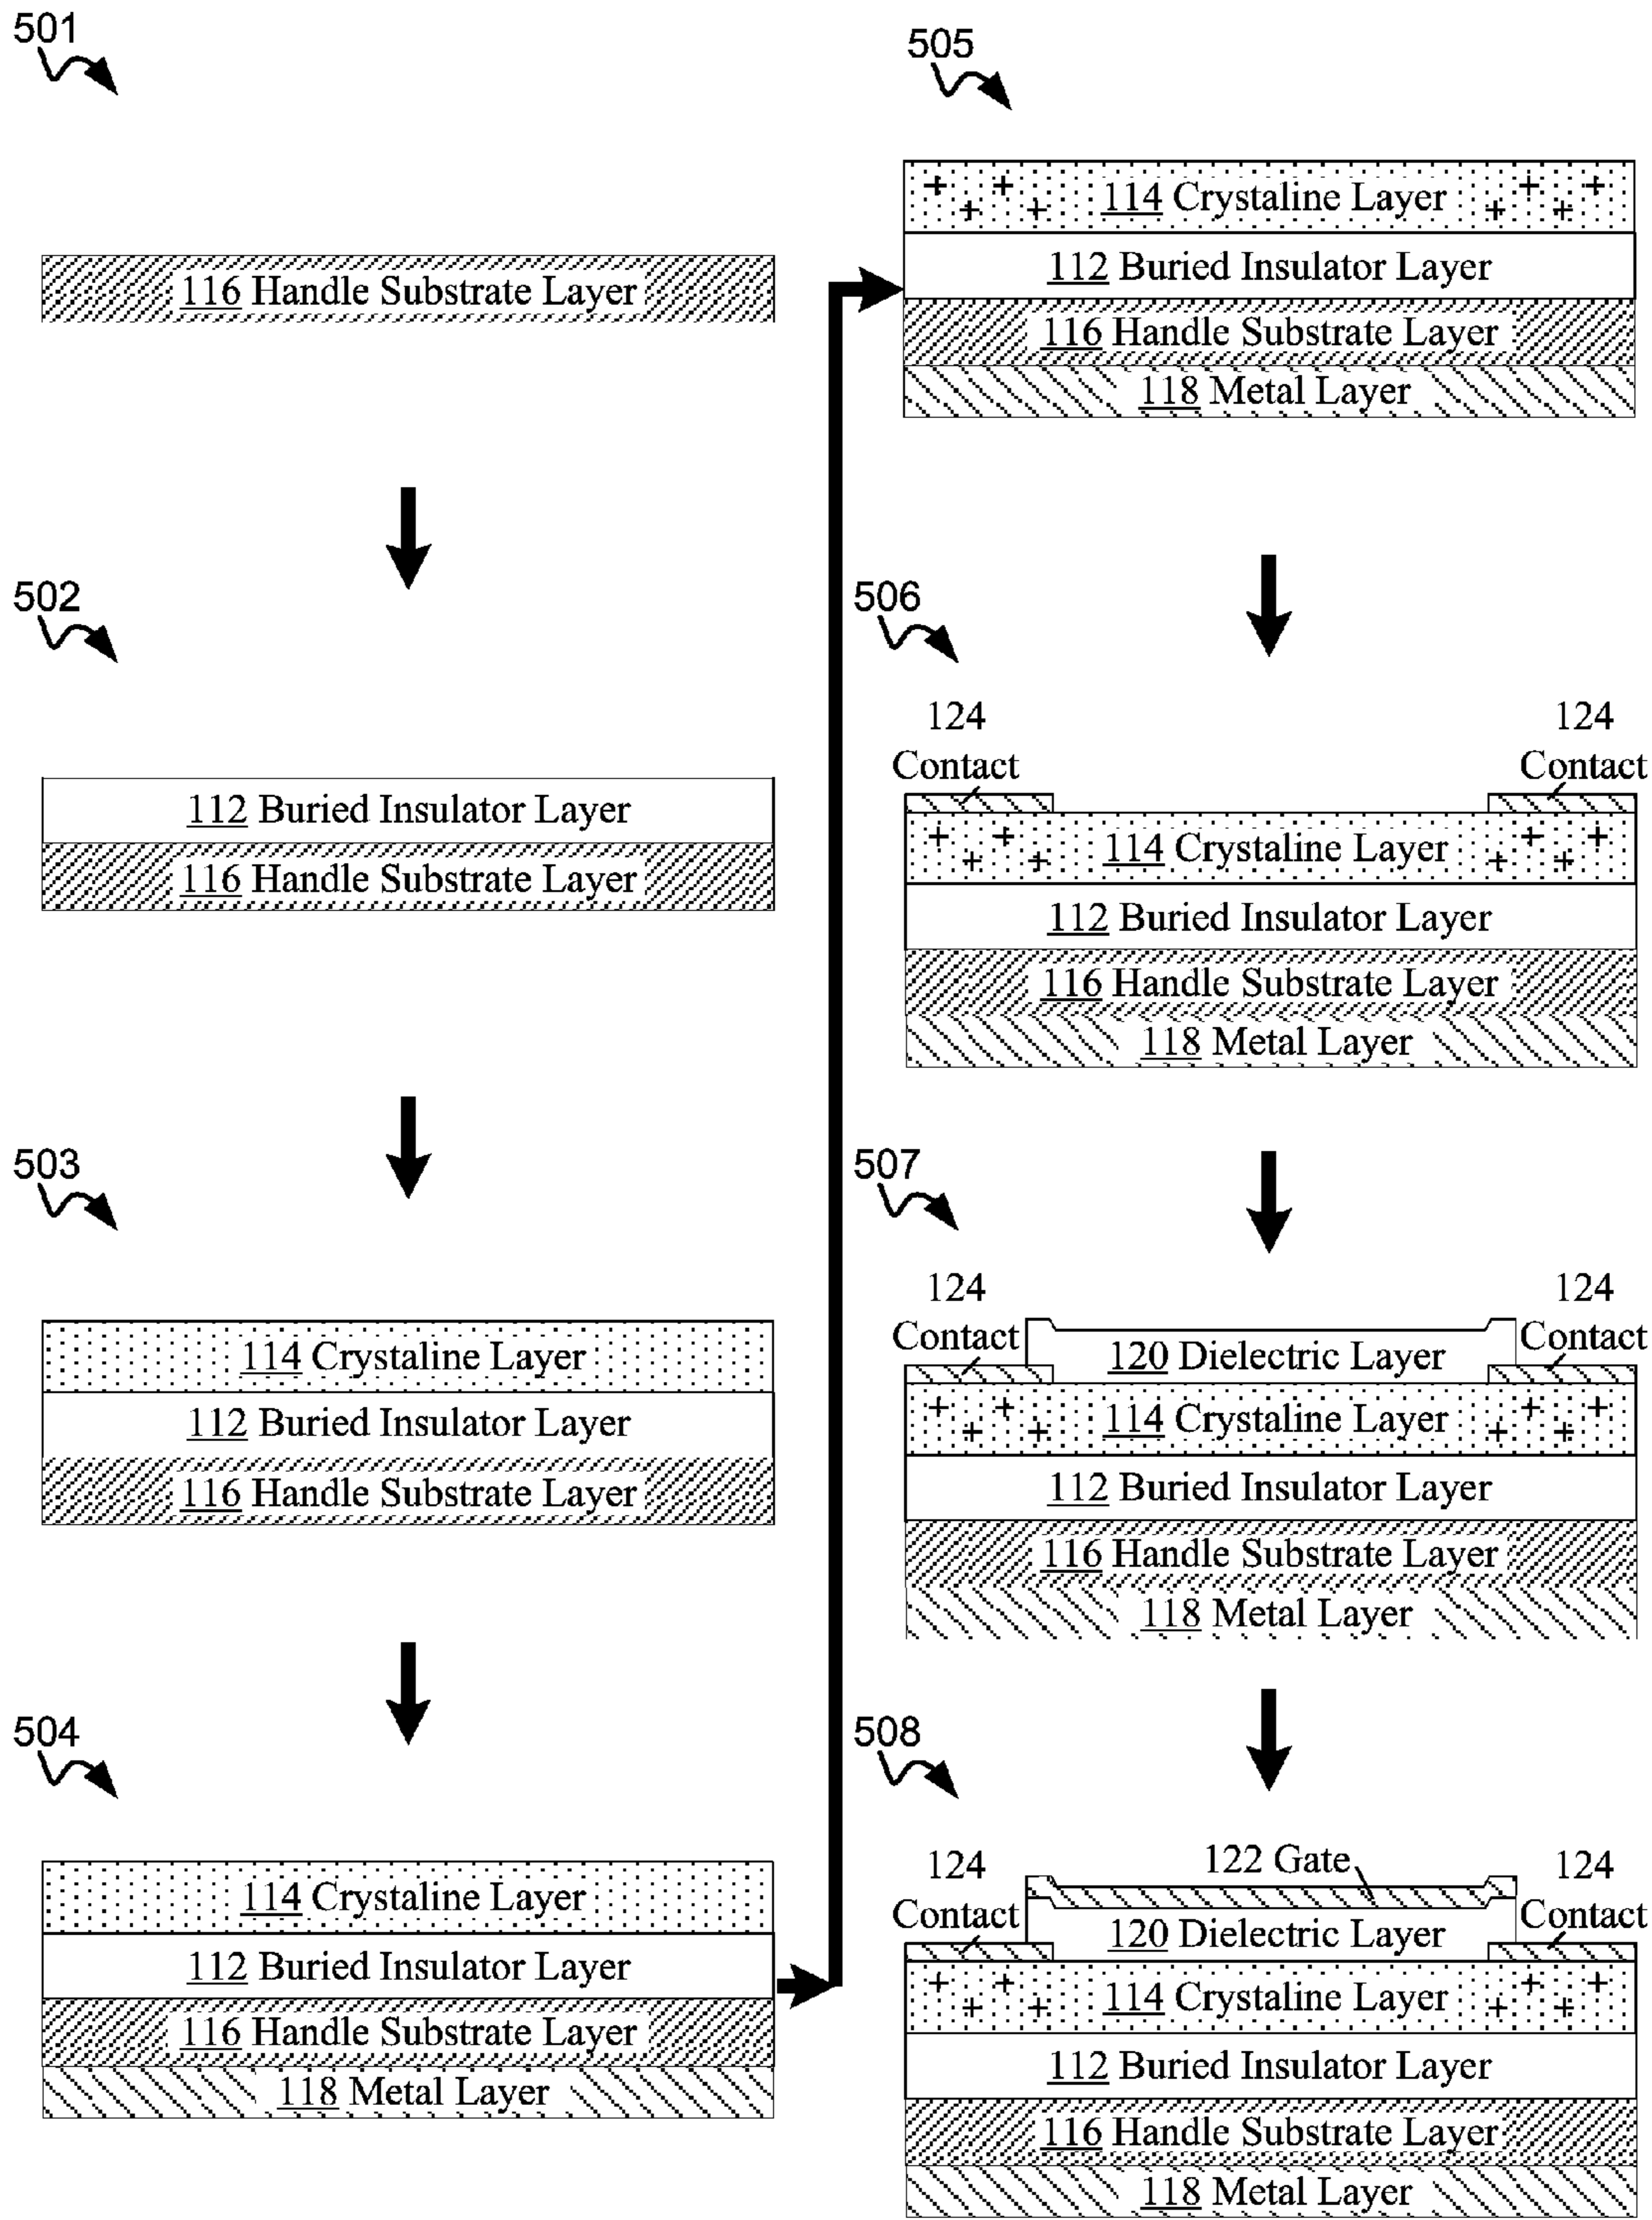 501
116 Handle Substrate Layer
502
112 Buried Insulator Layer
116 Handle Substrate Layer
503
114 Crystaline Layer
112 Buried Insulator Layer
116 Handle Substrate Layer
504
114 Crystaline Layer
112 Buried Insulator Layer
116 Handle Substrate Layer
118 Metal Layer
505
114 Crystaline Layer
112 Buried Insulator Layer
116 Handle Substrate Layer
118 Metal Layer
506
124 124
Contact Contact
114 Crystaline Layer
112 Buried Insulator Layer
116 Handle Substrate Layer
118 Metal Layer
507
124 124
Contact Contact
120 Dielectric Layer
114 Crystaline Layer
112 Buried Insulator Layer
116 Handle Substrate Layer
118 Metal Layer
508
124 122 Gate 124
Contact Contact
120 Dielectric Layer
114 Crystaline Layer
112 Buried Insulator Layer
116 Handle Substrate Layer
118 Metal Layer